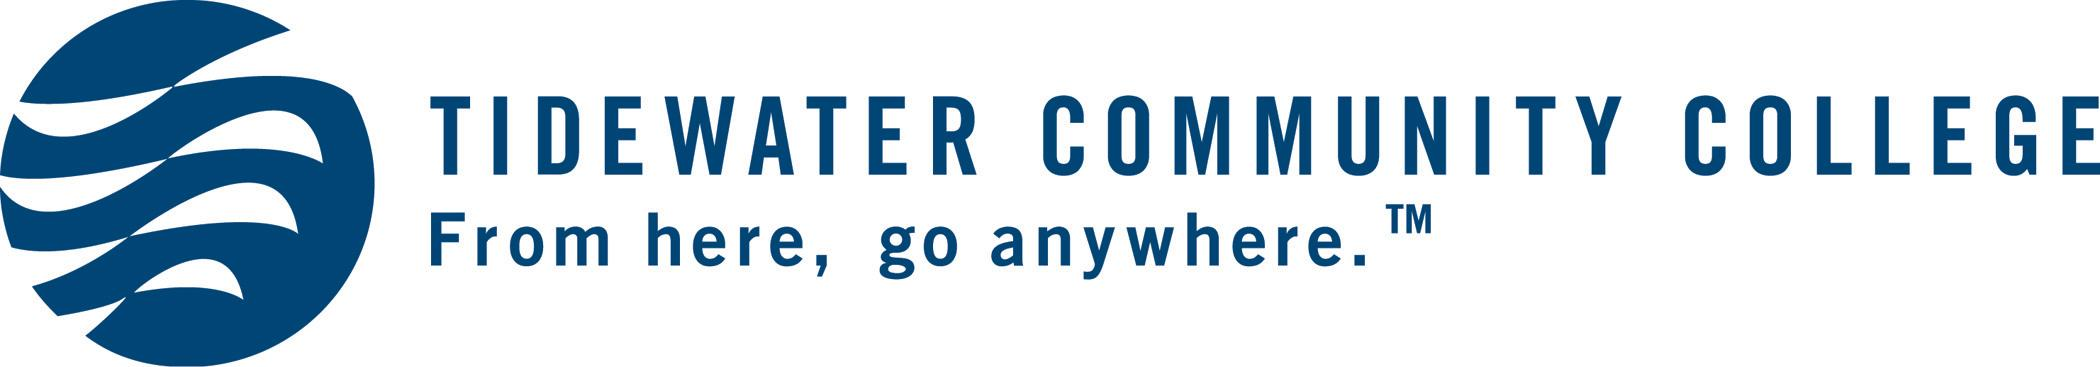 TIDEWATER COMMUNITY COLLEGE
From here, go anywhere.™